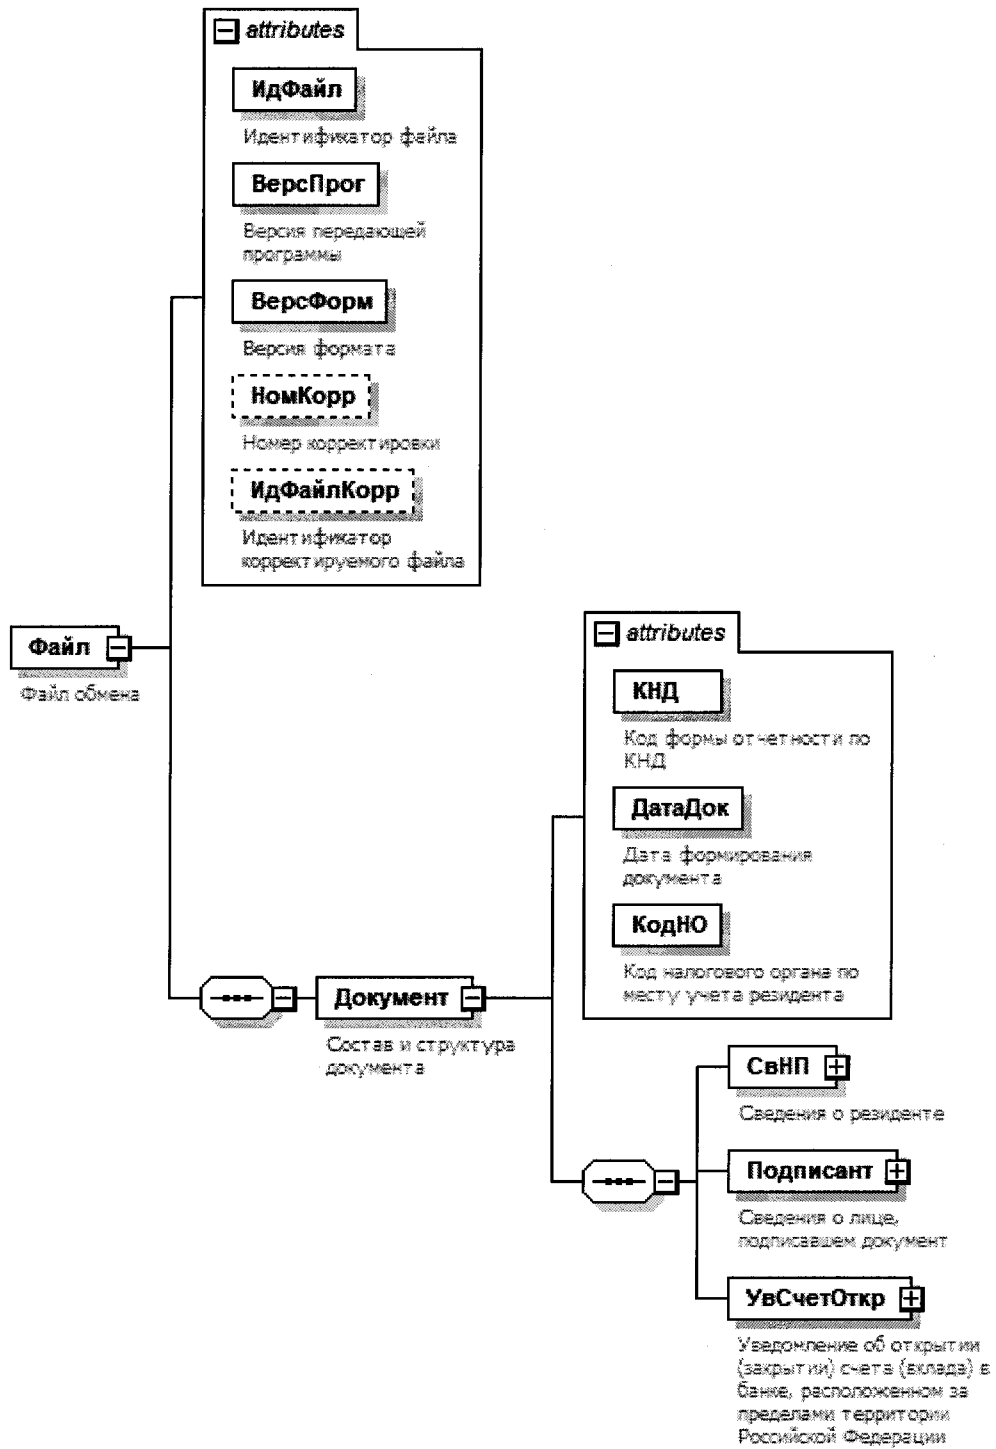 attributes
ИдФайл
Идентификатор файла
ВерсПрог
Версия передающей
программы
ВерсФорм
Версия формата
НомКорр
Номер корректировки
ИдФайлКорр
Идентификатор
корректируемого файла
Файл
Файл обмена
attributes
КНД
Код формы отчетности по
КНД
ДатаДок
Дата формирования
документа
КодНО
Код налогового органа по
месту учета резидента
Документ
Состав и структура
документа
СвНП
Сведения о резиденте
Подписант
Сведения о лице,
подписавшем документ
УвСчетОткр
Уведомление об открытии
(закрытии) счета (вклада) в
банке, расположенном за
пределами территории
Российской Федерации